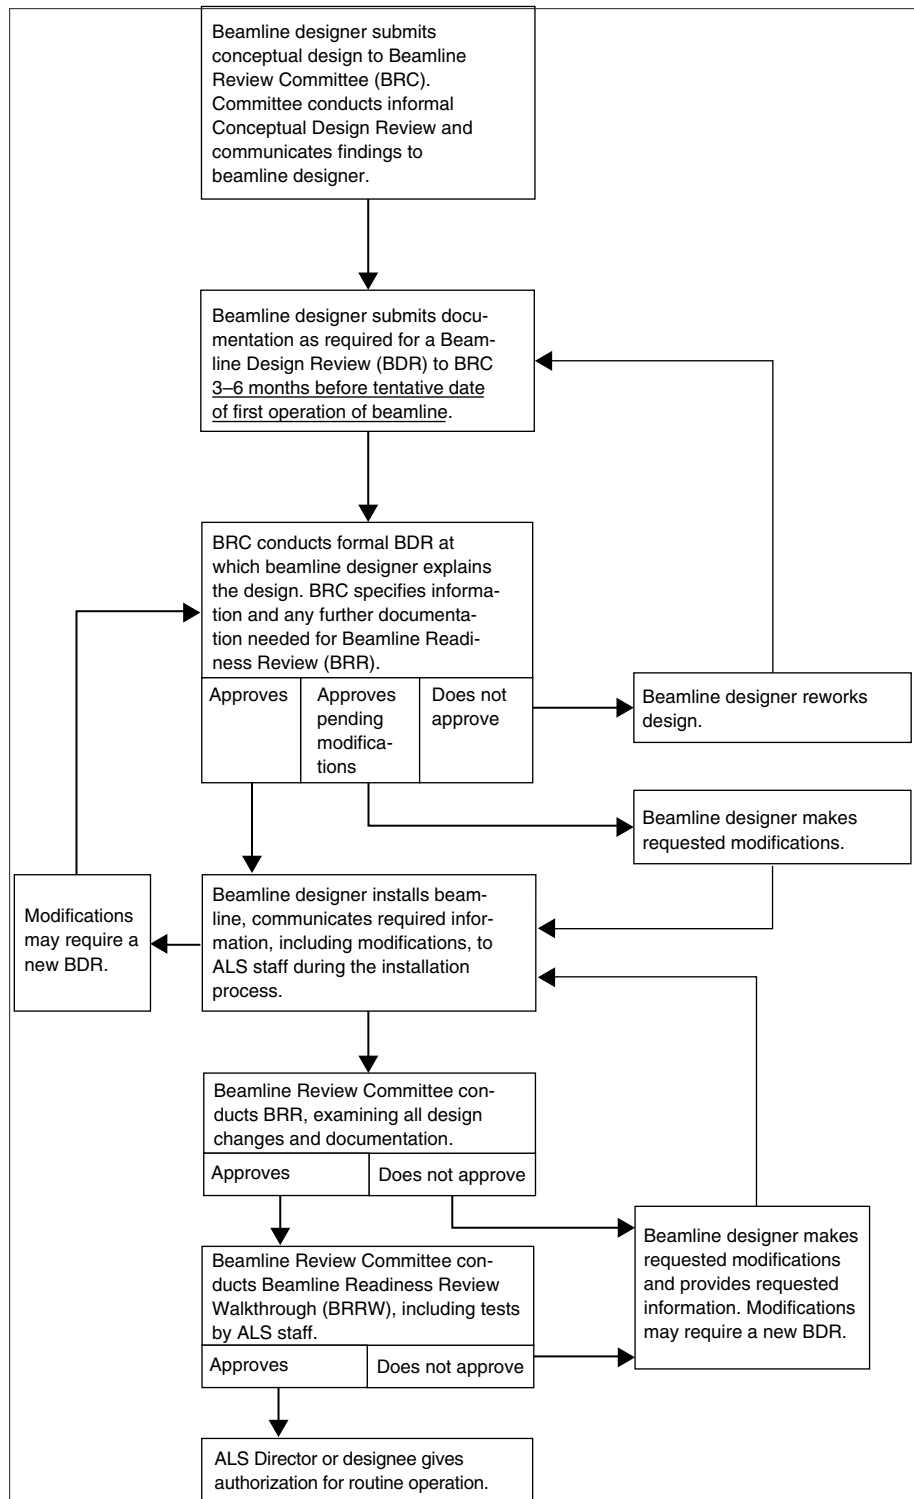 Beamline designer submits
conceptual design to Beamline
Review Committee (BRC).
Committee conducts informal
Conceptual Design Review and
communicates findings to
beamline designer.
Beamline designer submits docu-
mentation as required for a Beam-
line Design Review (BDR) to BRC
3–6 months before tentative date
of first operation of beamline.
BRC conducts formal BDR at
which beamline designer explains
the design. BRC specifies informa-
tion and any further documenta-
tion needed for Beamline Readi-
ness Review (BRR).
Approves
Approves
pending
modifica-
tions
Does not
approve
Beamline designer reworks
design.
Beamline designer makes
requested modifications.
Modifications
may require a
new BDR.
Beamline designer installs beam-
line, communicates required infor-
mation, including modifications, to
ALS staff during the installation
process.
Beamline Review Committee con-
ducts BRR, examining all design
changes and documentation.
Approves
Does not approve
Beamline designer makes
requested modifications
and provides requested
information. Modifications
may require a new BDR.
Beamline Review Committee con-
ducts Beamline Readiness Review
Walkthrough (BRRW), including tests
by ALS staff.
Approves
Does not approve
ALS Director or designee gives
authorization for routine operation.